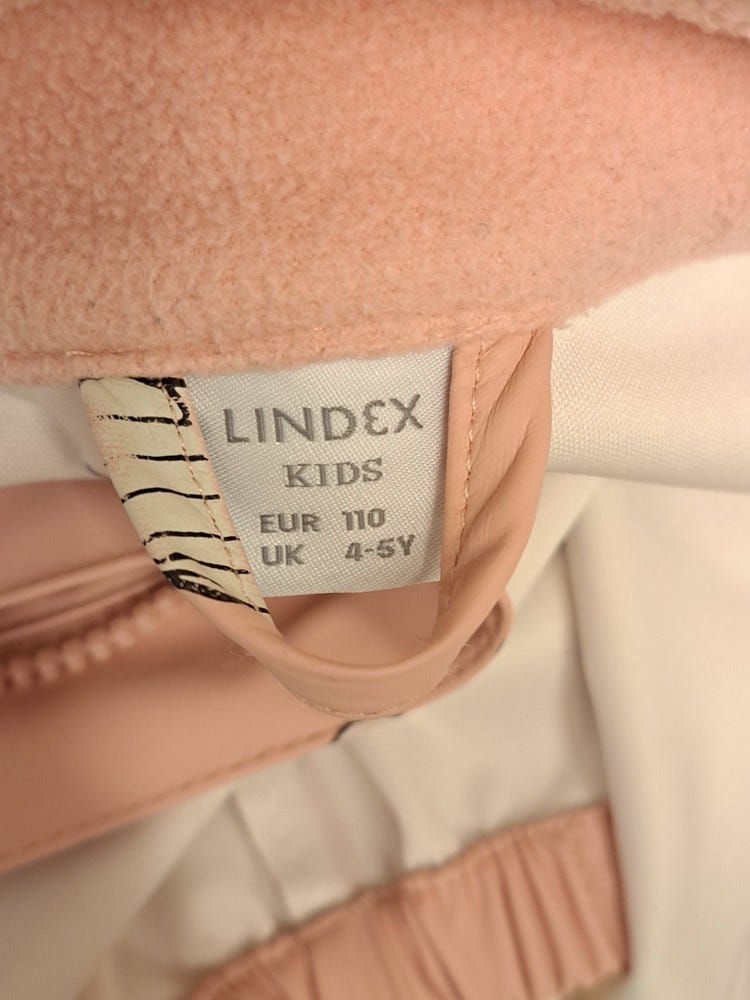 LINDEX
KIDS
EUR 110
UK 4-5Y